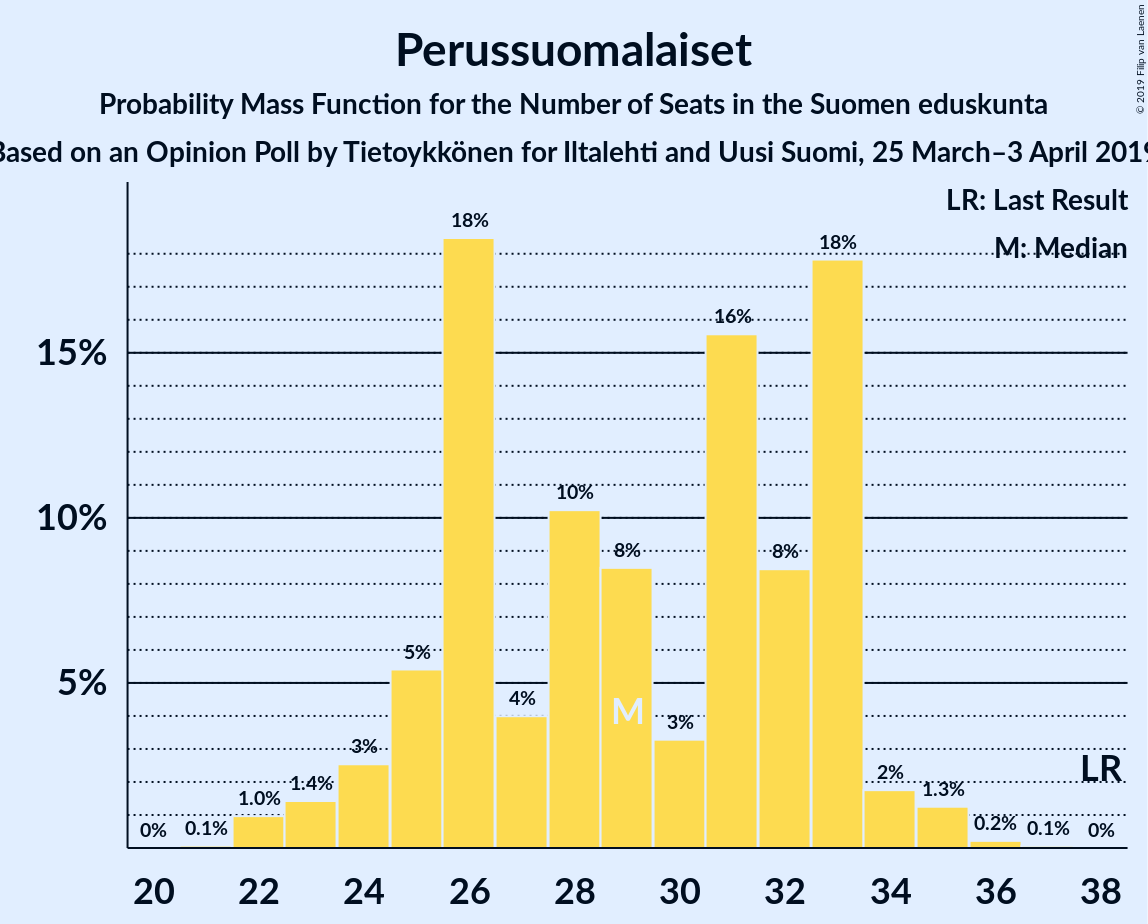 Perussuomalaiset
Probability Mass Function for the Number of Seats in the Suomen eduskunta
Based on an Opinion Poll by Tietoykkönen for Iltalehti and Uusi Suomi, 25 March–3 April 2019
© 2019 Filip van Laenen
LR: Last Result
M: Median
15%
10%
5%
0%
0.1%
1.0%
1.4%
3%
5%
18%
4%
10%
8%
3%
16%
8%
18%
2%
1.3%
0.2%
0.1%
0%
M
LR
20 22 24 26 28 30 32 34 36 38